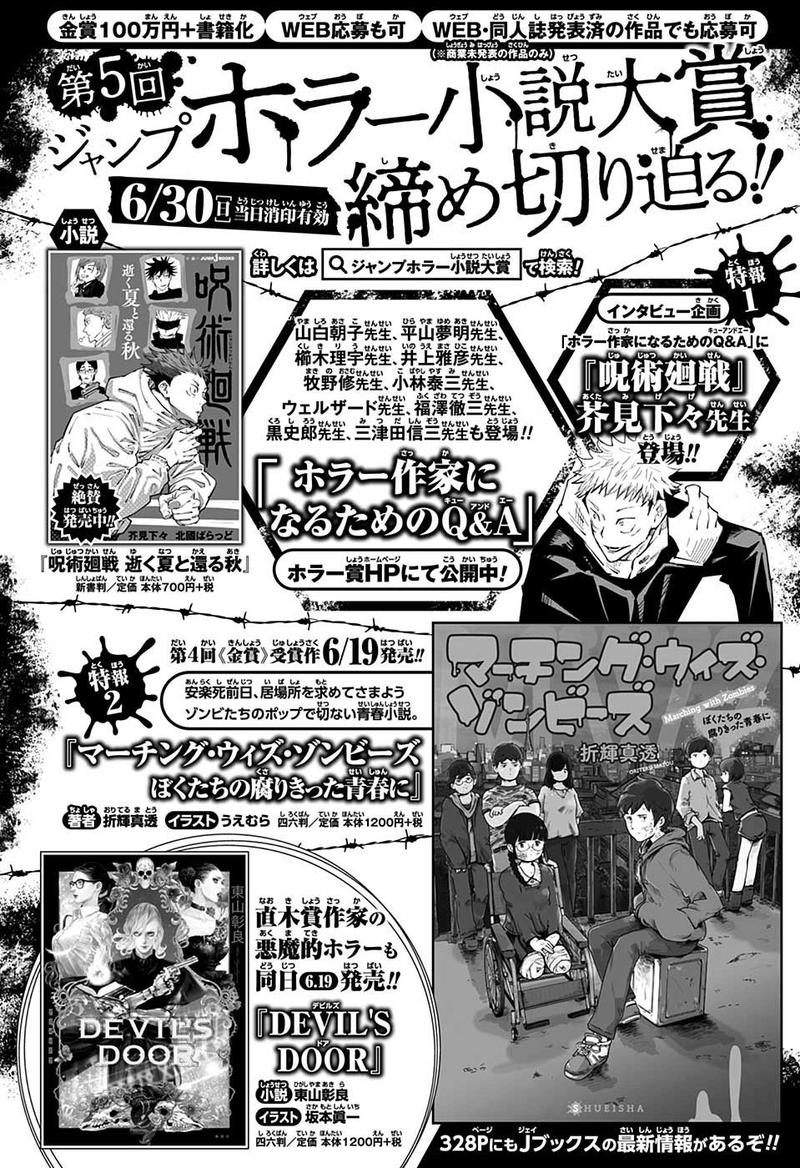 金賞100万円+書籍化
WEB応募も可
WEB・同人誌発表済の作品でも応募可
(※商業未発表の作品のみ)
第5回
ジャンプホラー小説大賞
締め切り迫る!!
6/30日当日消印有効
小説
詳しくは
ジャンプホラー小説大賞
で検索!
JUMP J BOOKS
呪術廻戦
逝く夏と還る秋
絶賛
発売中!!
芥見下々 北國ばらっど
『呪術廻戦 逝く夏と還る秋』
新書判/定価 本体700円+税
山白朝子先生、平山夢明先生、
櫛木理宇先生、井上雅彦先生、
牧野修先生、小林泰三先生、
ウェルザード先生、福澤徹三先生、
黒史郎先生、三津田信三先生も登場!!
「ホラー作家に
なるためのQ&A」
ホラー賞HPにて公開中!
特報1
インタビュー企画
「ホラー作家になるためのQ&A」に
『呪術廻戦』
芥見下々先生
登場!!
特報2
第4回《金賞》受賞作6/19発売!!
安楽死前日、居場所を求めてさまよう
ゾンビたちのポップで切ない青春小説。
『マーチング・ウィズ・ゾンビーズ
ぼくたちの腐りきった青春に』
著者 折輝真透 イラスト うえむら 四六判/定価 本体1200円+税
マーチング・ウィズ・
ゾンビーズ
Marching with Zombies
ぼくたちの
腐りきった青春に
折輝真透
ORITERU MATOU
SHUEISHA
東山彰良
DEVIL'S
DOOR
直木賞作家の
悪魔的ホラーも
同日(6.19)発売!!
『DEVIL'S
DOOR』
小説 東山彰良
イラスト 坂本眞一
四六判/定価 本体1200円+税
328PにもJブックスの最新情報があるぞ!!